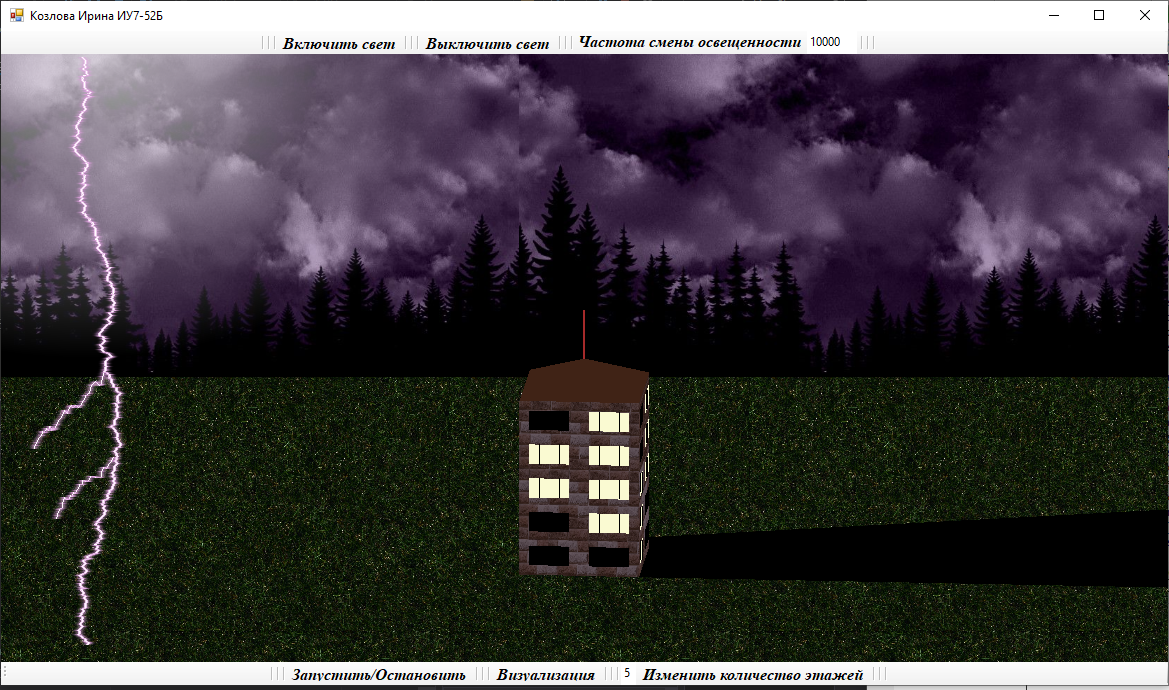 Козлова Ирина ИУ7-52Б
Включить свет Выключить свет Частота смены освещенности 10000
Запустить/Остановить Визуализация 5 Изменить количество этажей